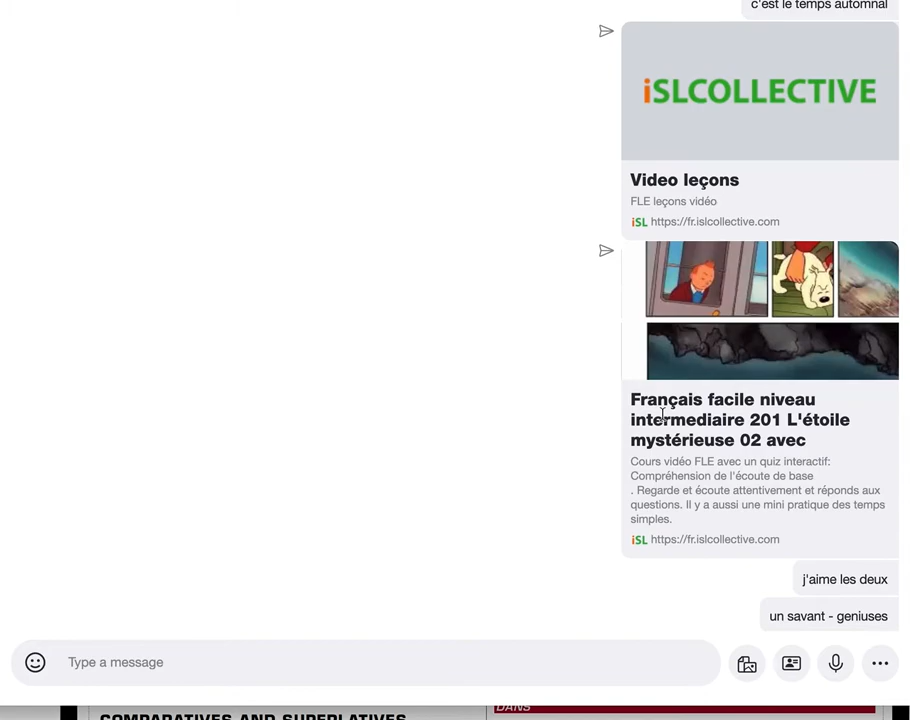 c'est le temps automnal
iSLCOLLECTIVE
Video leçons
FLE leçons vidéo
iSL https://fr.islcollective.com
Français facile niveau
intermediaire 201 L'étoile
mystérieuse 02 avec
Cours vidéo FLE avec un quiz interactif:
Compréhension de l'écoute de base
. Regarde et écoute attentivement et réponds aux
questions. Il y a aussi une mini pratique des temps
simples.
iSL https://fr.islcollective.com
j'aime les deux
un savant - geniuses
Type a message
COMPARATIVES AND SUPERLATIVES
DANS